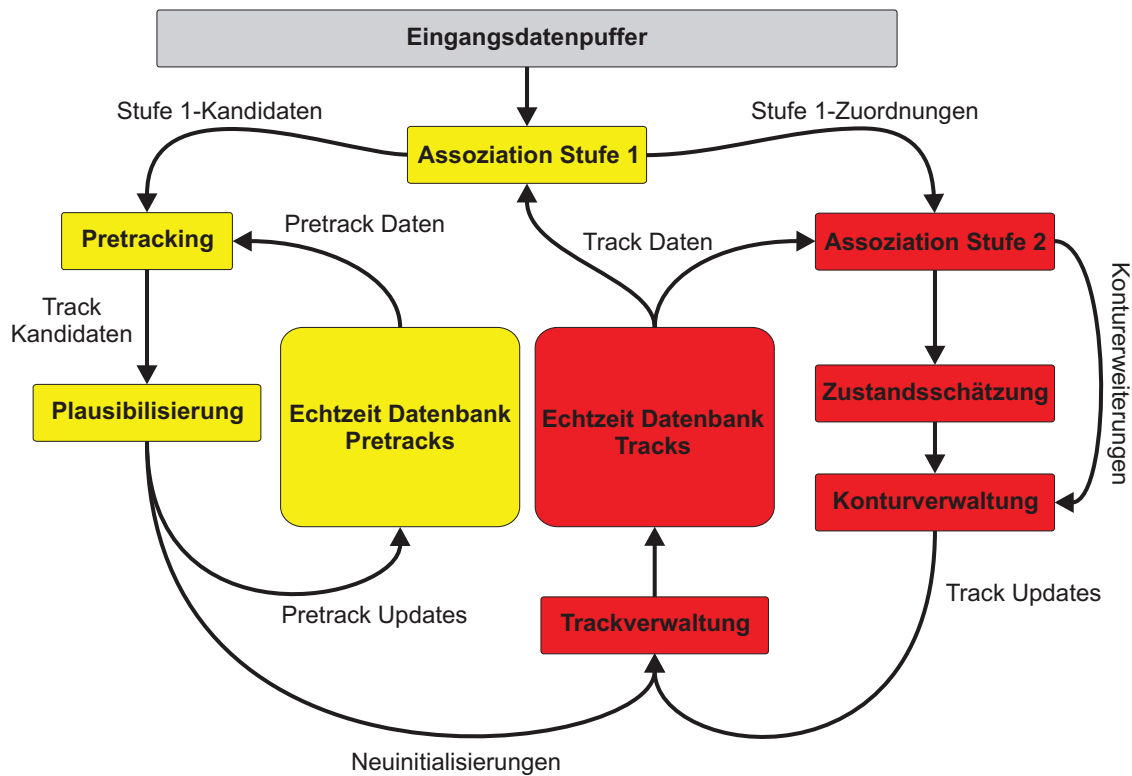 Eingangsdatenpuffer
Stufe 1-Kandidaten
Stufe 1-Zuordnungen
Assoziation Stufe 1
Pretracking
Pretrack Daten
Track Daten
Assoziation Stufe 2
Konturerweiterungen
Track
Kandidaten
Plausibilisierung
Echtzeit Datenbank
Pretracks
Echtzeit Datenbank
Tracks
Zustandsschätzung
Konturverwaltung
Pretrack Updates
Trackverwaltung
Track Updates
Neuinitialisierungen